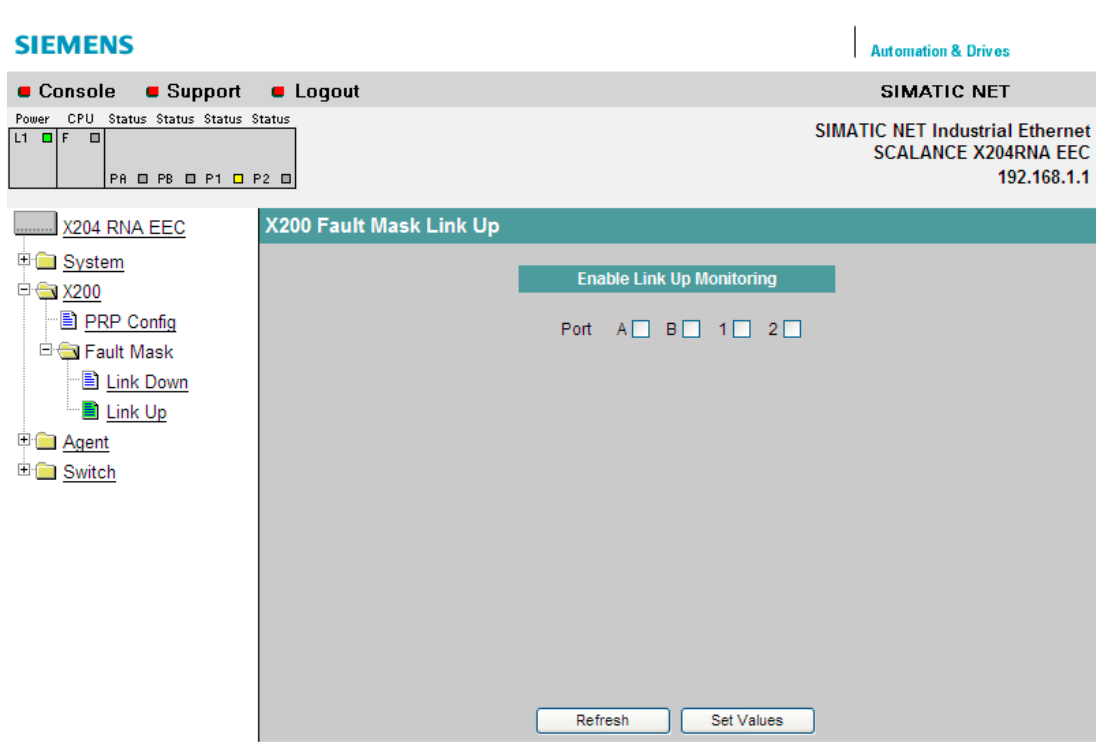 SIEMENS
Automation & Drives
Console Support Logout
SIMATIC NET
Power CPU Status Status Status Status
L1 F
PA PB P1 P2
SIMATIC NET Industrial Ethernet
SCALANCE X204RNA EEC
192.168.1.1
X204 RNA EEC
System
X200
PRP Config
Fault Mask
Link Down
Link Up
Agent
Switch
X200 Fault Mask Link Up
Enable Link Up Monitoring
Port A B 1 2
Refresh Set Values